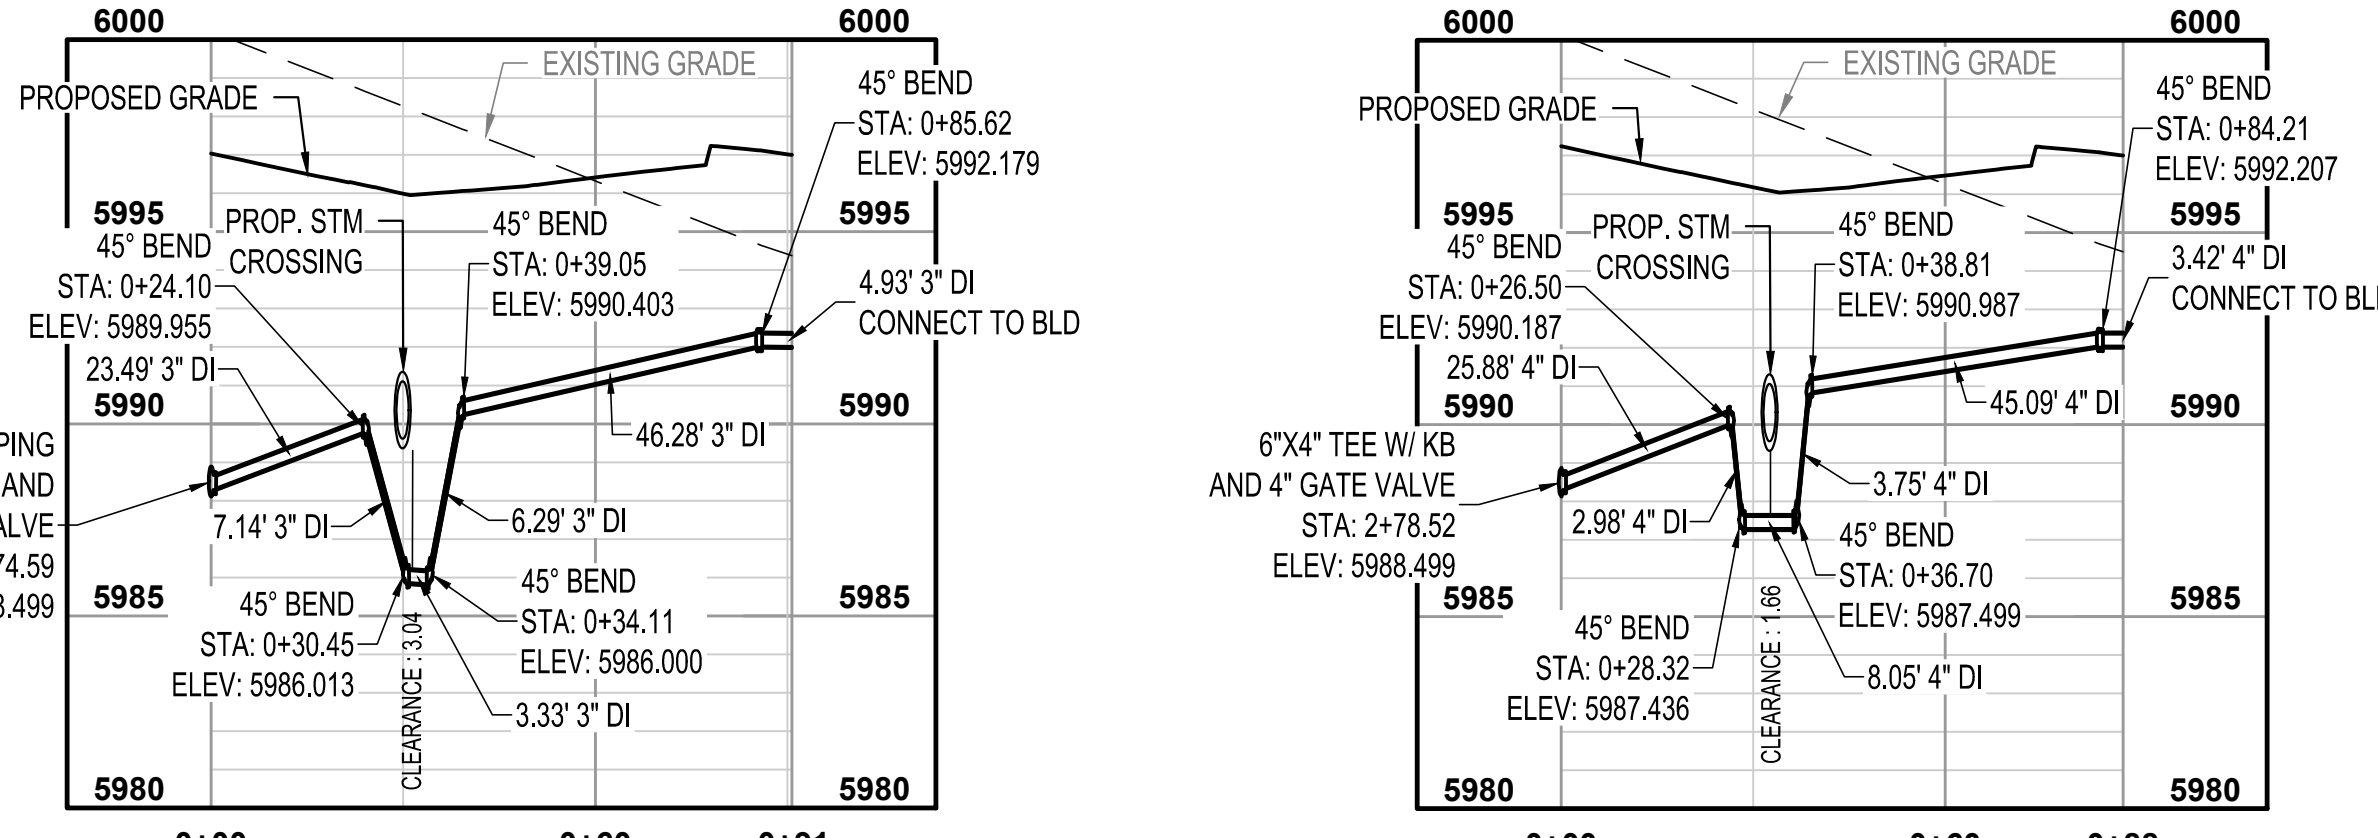 6000
6000
EXISTING GRADE
PROPOSED GRADE
45° BEND
STA: 0+85.62
ELEV: 5992.179
5995
5995
PROP. STM
CROSSING
45° BEND
STA: 0+24.10
ELEV: 5989.955
45° BEND
STA: 0+39.05
ELEV: 5990.403
4.93' 3" DI
CONNECT TO BLD
23.49' 3" DI
5990
5990
46.28' 3" DI
PING
AND
ALVE
74.59
3.499
7.14' 3" DI
6.29' 3" DI
5985
5985
45° BEND
STA: 0+30.45
ELEV: 5986.013
45° BEND
STA: 0+34.11
ELEV: 5986.000
CLEARANCE : 3.04
3.33' 3" DI
5980
5980
6000
6000
EXISTING GRADE
PROPOSED GRADE
45° BEND
STA: 0+84.21
ELEV: 5992.207
5995
5995
PROP. STM
CROSSING
45° BEND
STA: 0+26.50
ELEV: 5990.187
45° BEND
STA: 0+38.81
ELEV: 5990.987
3.42' 4" DI
CONNECT TO BL
25.88' 4" DI
5990
5990
45.09' 4" DI
6"X4" TEE W/ KB
AND 4" GATE VALVE
STA: 2+78.52
ELEV: 5988.499
2.98' 4" DI
3.75' 4" DI
45° BEND
STA: 0+36.70
ELEV: 5987.499
5985
5985
45° BEND
STA: 0+28.32
ELEV: 5987.436
CLEARANCE : 1.66
8.05' 4" DI
5980
5980